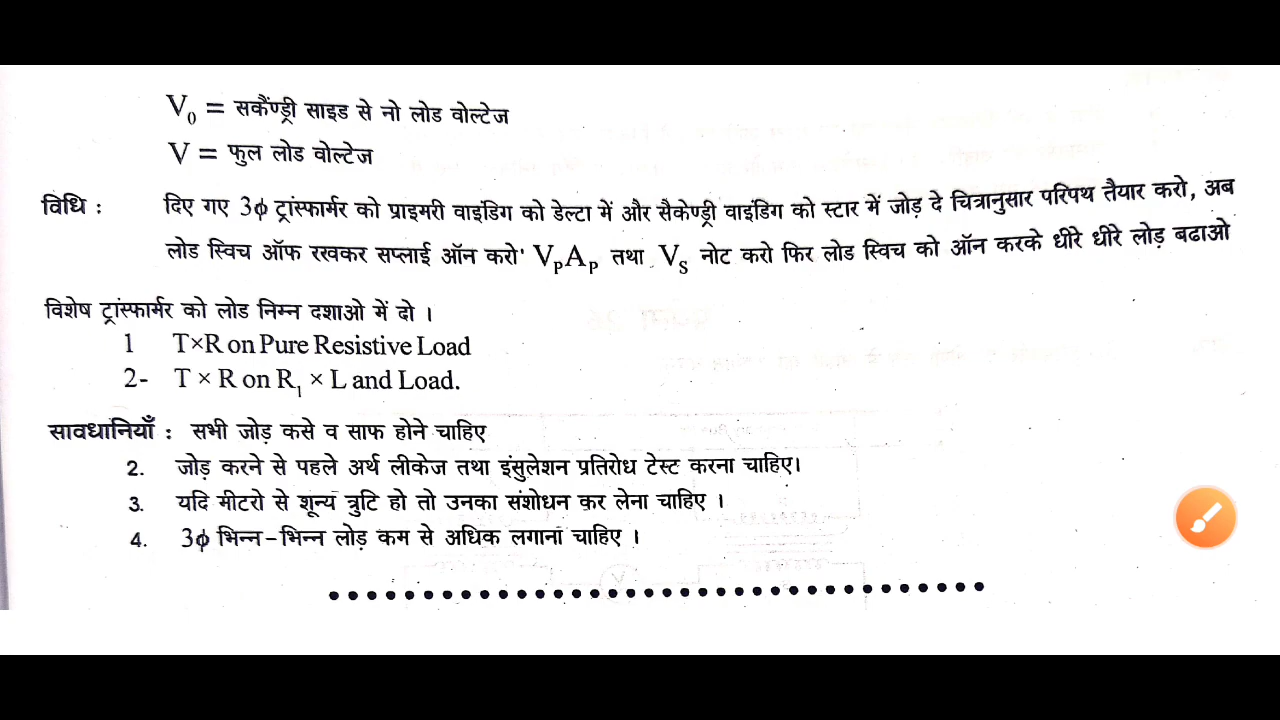 V₀ = सकैंण्ड्री साइड से नो लोड वोल्टेज
V = फुल लोड वोल्टेज
विधि : दिए गए 3ϕ ट्रांस्फार्मर को प्राइमरी वाइंडिग को डेल्टा में और सैकेण्ड्री वाइंडिग को स्टार में जोड़ दे चित्रानुसार परिपथ तैयार करो, अब
लोड स्विच ऑफ रखकर सप्लाई ऑन करो' VₚAₚ तथा Vₛ नोट करो फिर लोड स्विच को ऑन करके धीरे धीरे लोड़ बढाओ
विशेष ट्रांस्फार्मर को लोड निम्न दशाओ में दो ।
1 T×R on Pure Resistive Load
2- T × R on R₁ × L and Load.
सावधानियाँ : सभी जोड़ कसे व साफ होने चाहिए
2. जोड़ करने से पहले अर्थ लीकेज तथा इंसुलेशन प्रतिरोध टेस्ट करना चाहिए।
3. यदि मीटरो से शून्य त्रुटि हो तो उनका संशोधन कर लेना चाहिए ।
4. 3ϕ भिन्न-भिन्न लोड़ कम से अधिक लगाना चाहिए ।